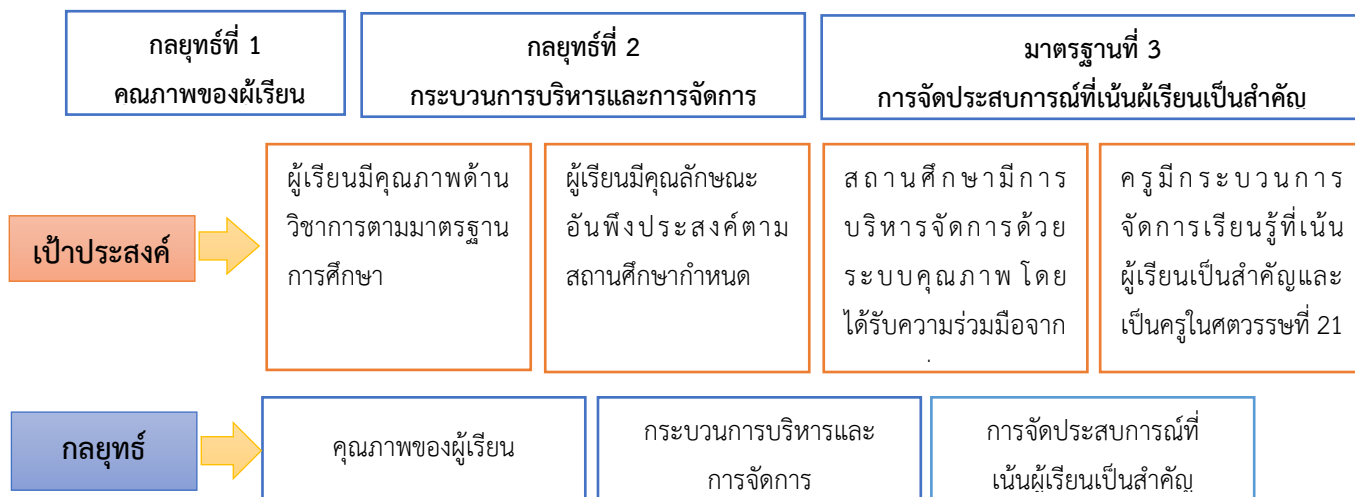 กลยุทธ์ที่ 1
คุณภาพของผู้เรียน
กลยุทธ์ที่ 2
กระบวนการบริหารและการจัดการ
มาตรฐานที่ 3
การจัดประสบการณ์ที่เน้นผู้เรียนเป็นสำคัญ
เป้าประสงค์
ผู้เรียนมีคุณภาพด้าน
วิชาการตามมาตรฐาน
การศึกษา
ผู้เรียนมีคุณลักษณะ
อันพึงประสงค์ตาม
สถานศึกษากำหนด
สถานศึกษามีการ
บริหารจัดการด้วย
ระบบคุณภาพ โดย
ได้รับความร่วมมือจาก
ครูมีกระบวนการ
จัดการเรียนรู้ที่เน้น
ผู้เรียนเป็นสำคัญและ
เป็นครูในศตวรรษที่ 21
กลยุทธ์
คุณภาพของผู้เรียน
กระบวนการบริหารและ
การจัดการ
การจัดประสบการณ์ที่
เน้นผู้เรียนเป็นสำคัญ